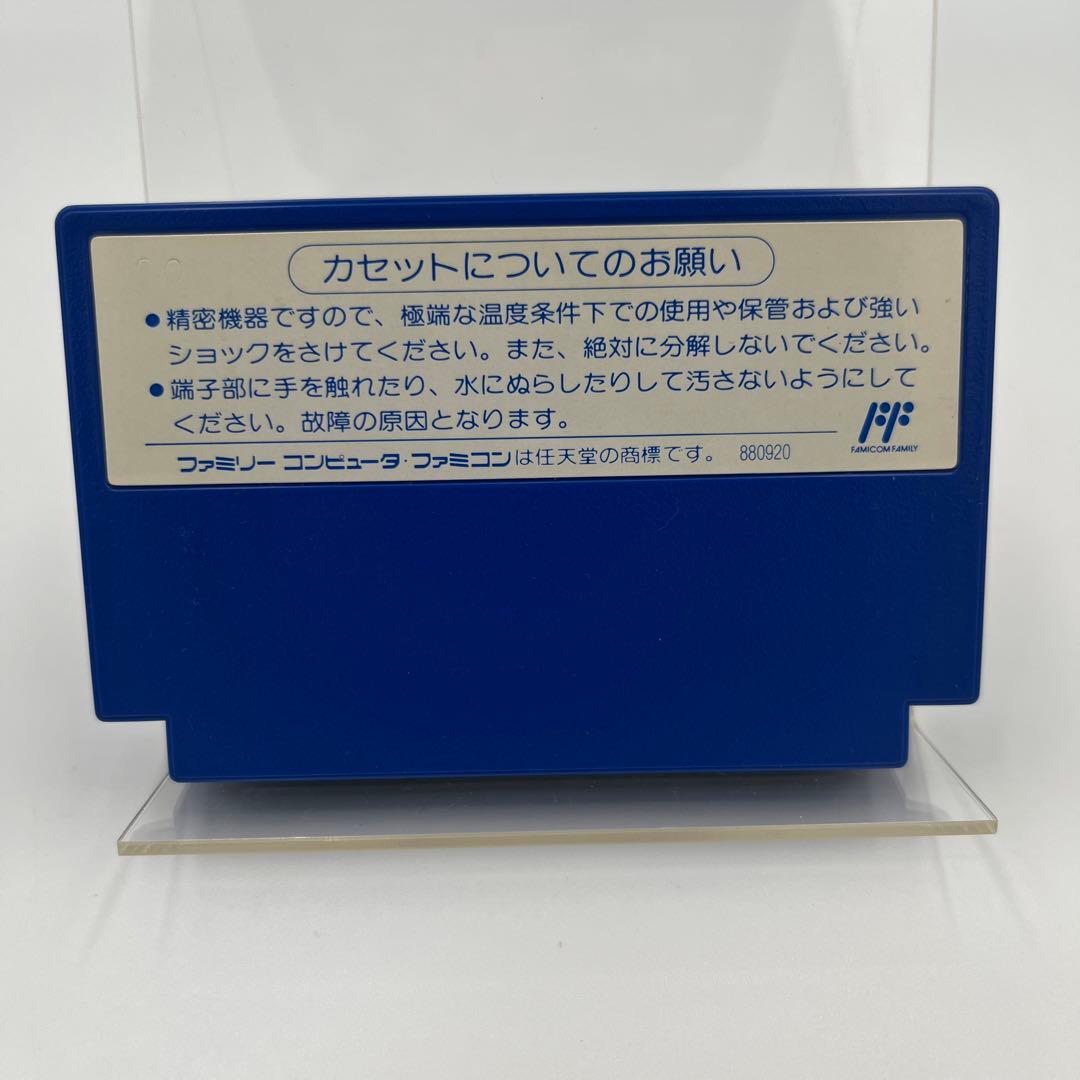 カセットについてのお願い
●精密機器ですので、極端な温度条件下での使用や保管および強い
ショックをさけてください。また、絶対に分解しないでください。
●端子部に手を触れたり、水にぬらしたりして汚さないようにして
ください。故障の原因となります。
FAMICOM FAMILY
ファミリー コンピュータ・ファミコンは任天堂の商標です。 880920